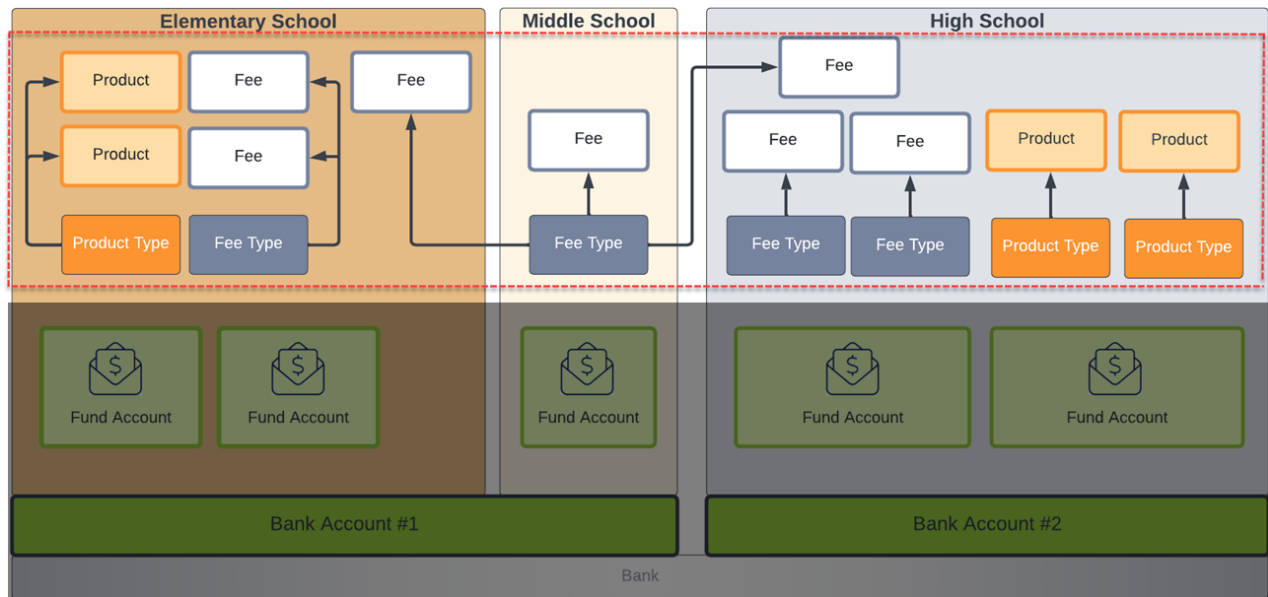 Elementary School
Middle School
High School
Product
Fee
Fee
Fee
Product
Fee
Fee
Fee
Fee
Product
Product
Product Type
Fee Type
Fee Type
Fee Type
Fee Type
Product Type
Product Type
$
$
$
$
$
Fund Account
Fund Account
Fund Account
Fund Account
Fund Account
Bank Account #1
Bank Account #2
Bank